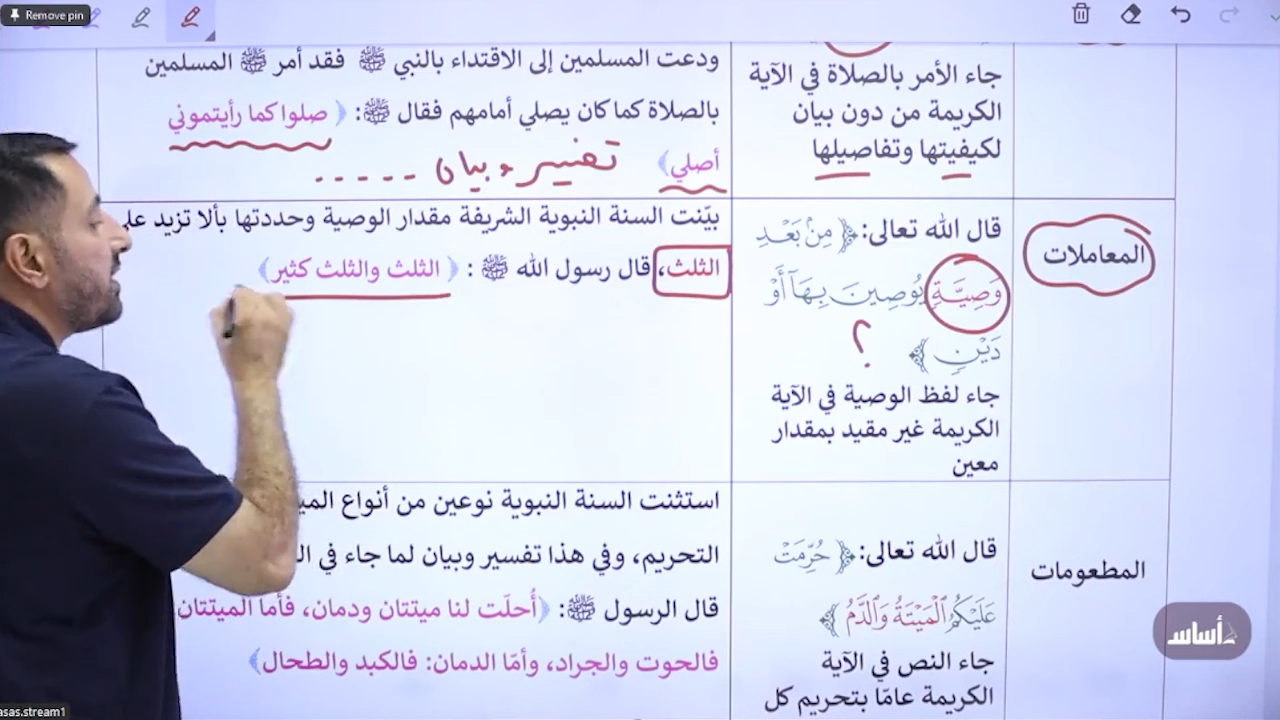 Remove pin
جاء الأمر بالصلاة في الآية
الكريمة من دون بيان
لكيفيتها وتفاصيلها
ودعت المسلمين إلى الاقتداء بالنبي ﷺ فقد أمر ﷺ المسلمين
بالصلاة كما كان يصلي أمامهم فقال ﷺ: ﴿ صلوا كما رأيتموني
أصلي﴾
تفسير وبيان .....
المعاملات
قال الله تعالى: ﴿ مِنۢ بَعْدِ
وَصِيَّةٍ يُوصِينَ بِهَآ أَوْ
دَيْنٍ ﴾
؟
جاء لفظ الوصية في الآية
الكريمة غير مقيد بمقدار
معين
بيّنت السنة النبوية الشريفة مقدار الوصية وحددتها بألا تزيد على
الثلث، قال رسول الله ﷺ : ﴿ الثلث والثلث كثير﴾
المطعومات
قال الله تعالى: ﴿ حُرِّمَتْ
عَلَيْكُمُ ٱلْمَيْتَةُ وَٱلدَّمُ ﴾
جاء النص في الآية
الكريمة عامًا بتحريم كل
استثنت السنة النبوية نوعين من أنواع
التحريم، وفي هذا تفسير وبيان لما جاء في
قال الرسول ﷺ: ﴿أُحلّت لنا ميتتان ودمان، فأما الميتتان
فالحوت والجراد، وأمّا الدمان: فالكبد والطحال﴾
أساس
asas.stream1